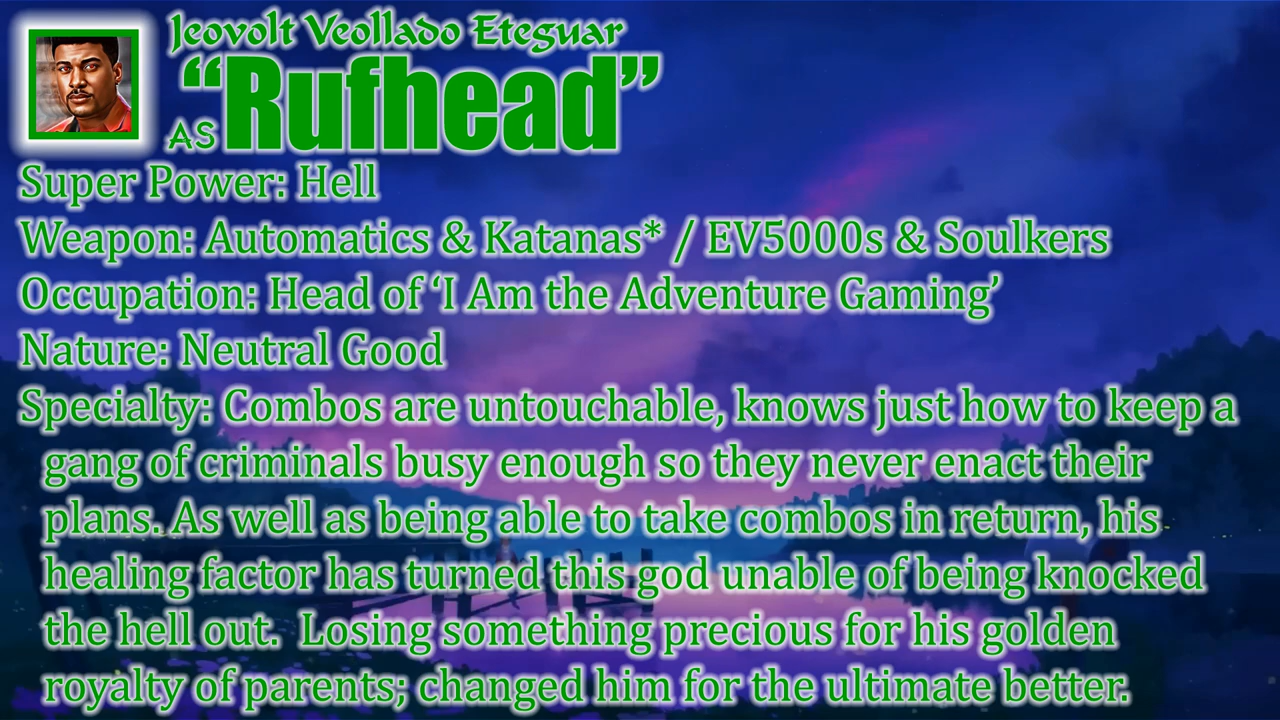 Jeovolt Veollado Eteguar
AS “Rufhead”
Super Power: Hell
Weapon: Automatics & Katanas* / EV5000s & Soulkers
Occupation: Head of ‘I Am the Adventure Gaming’
Nature: Neutral Good
Specialty: Combos are untouchable, knows just how to keep a
gang of criminals busy enough so they never enact their
plans. As well as being able to take combos in return, his
healing factor has turned this god unable of being knocked
the hell out.  Losing something precious for his golden
royalty of parents; changed him for the ultimate better.